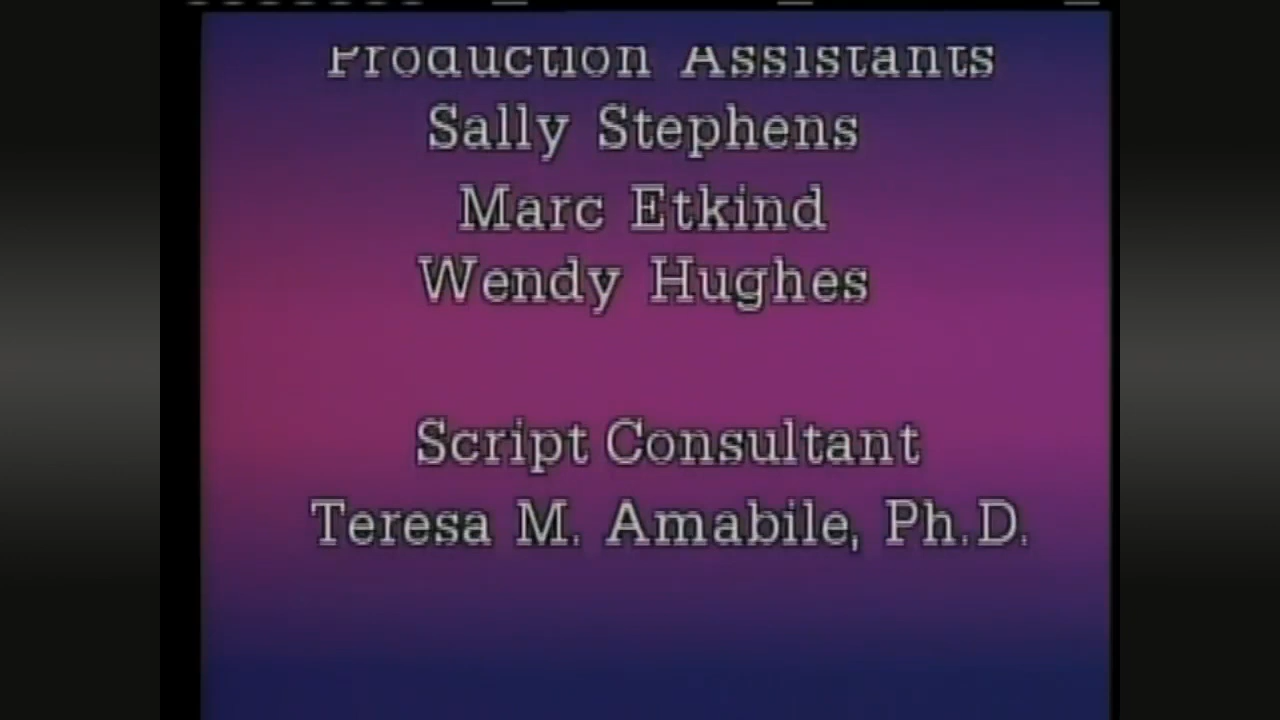 Production Assistants
Sally Stephens
Marc Etkind
Wendy Hughes
Script Consultant
Teresa M. Amabile, Ph.D.